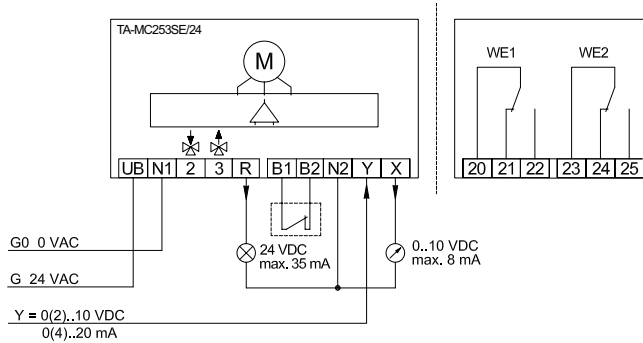 TA-MC253SE/24
WE1 WE2
M
UB N1 2 3 R B1 B2 N2 Y X
20 21 22 23 24 25
G0 0 VAC
24 VDC
max. 35 mA
0..10 VDC
max. 8 mA
G 24 VAC
Y = 0(2)..10 VDC
0(4)..20 mA